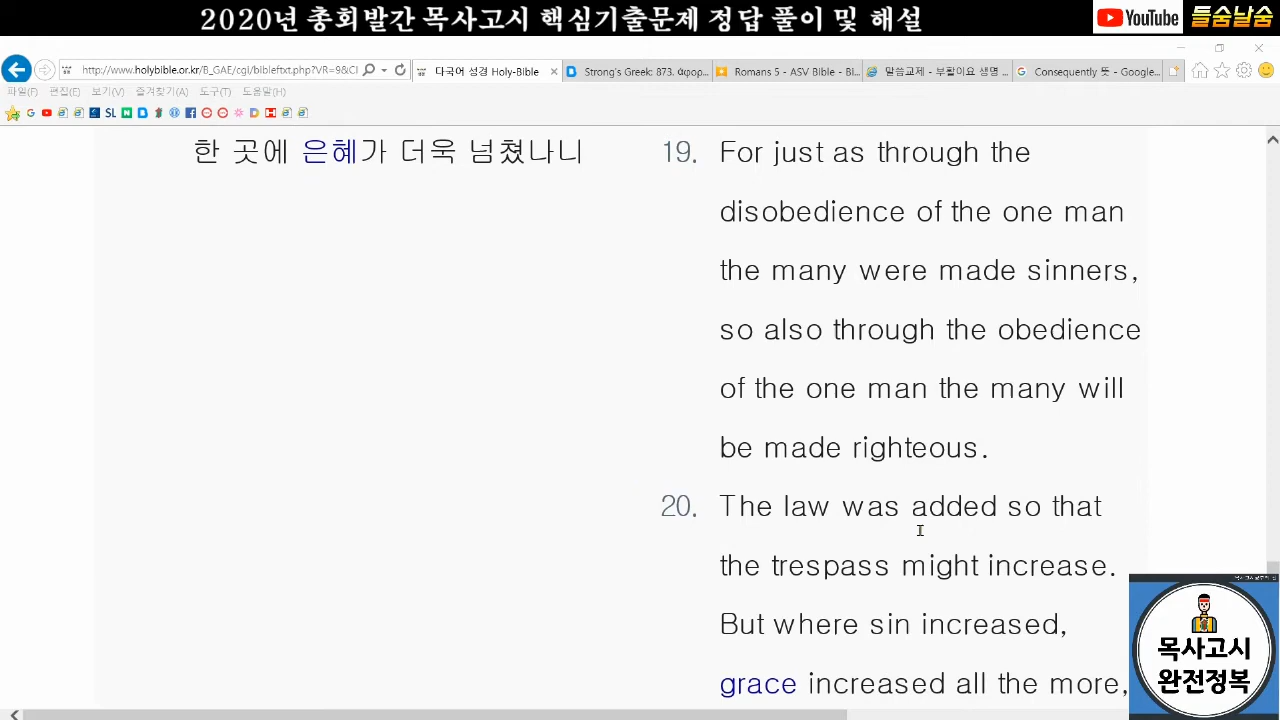 2020년 총회발간 목사고시 핵심기출문제 정답 풀이 및 해설
YouTube 들숨날숨
http://www.holybible.or.kr/B_GAE/cgi/bibleftxt.php?VR=9&CI
다국어 성경 Holy-Bible
Strong's Greek: 873. ἀφορ...
Romans 5 - ASV Bible - Bl...
말씀교제 - 부활이요 생명 ...
Consequently 뜻 - Google...
파일(F) 편집(E) 보기(V) 즐겨찾기(A) 도구(T) 도움말(H)
한 곳에 은혜가 더욱 넘쳤나니
19. For just as through the
disobedience of the one man
the many were made sinners,
so also through the obedience
of the one man the many will
be made righteous.
20. The law was added so that
the trespass might increase.
But where sin increased,
grace increased all the more,
목사고시
완전정복